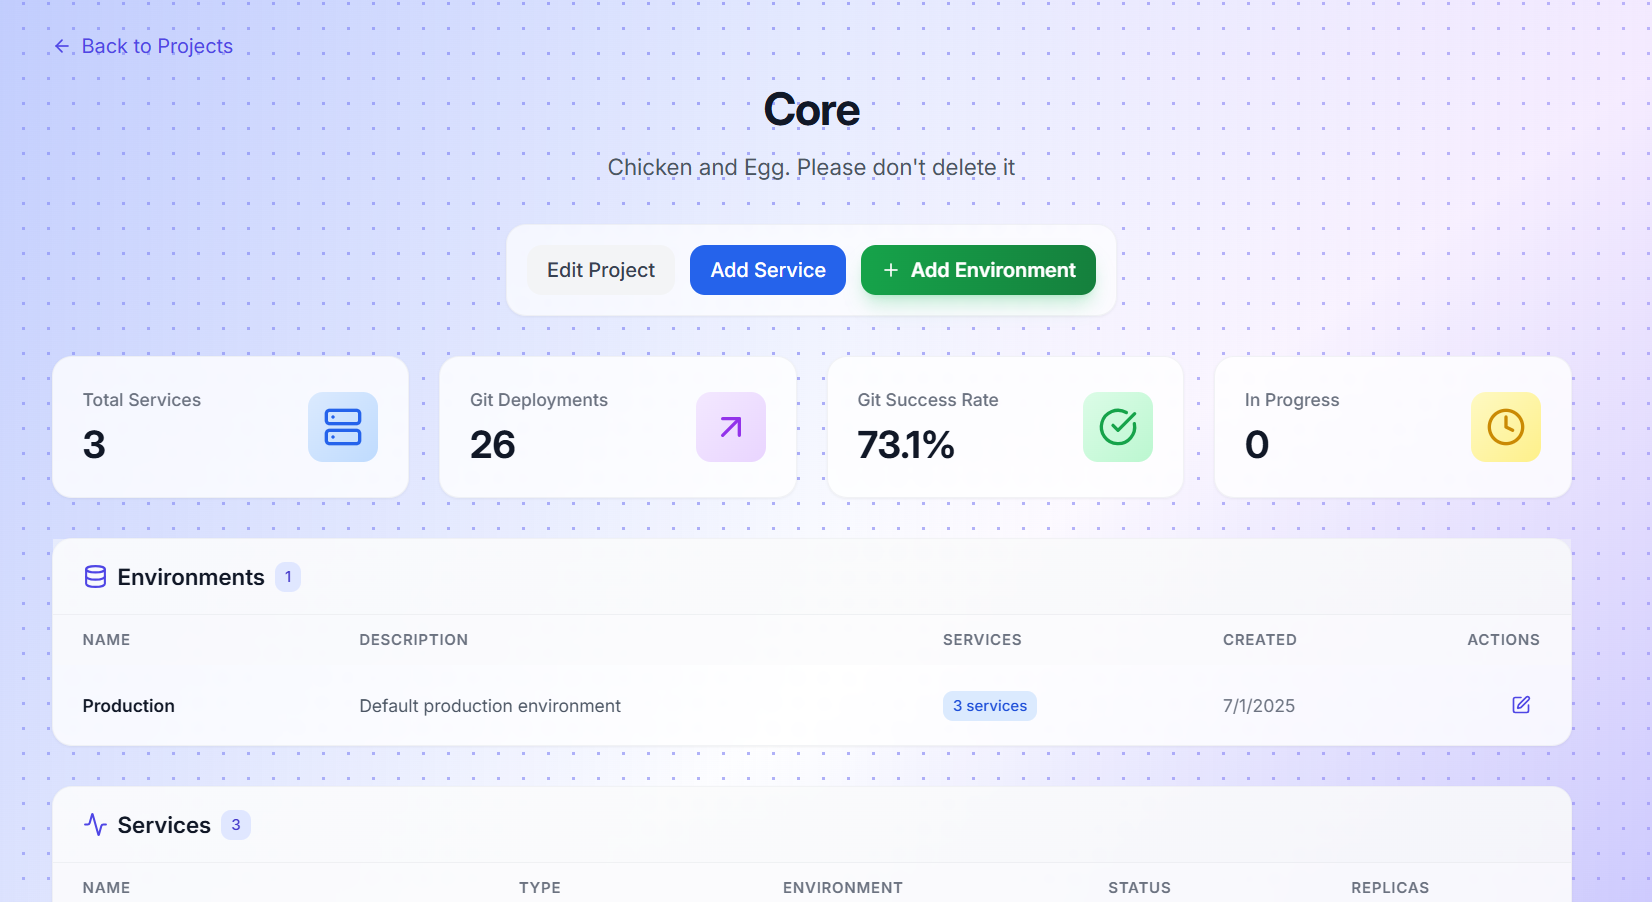 Back to Projects
Core
Chicken and Egg. Please don't delete it
Edit Project
Add Service
Add Environment
Total Services
3
Git Deployments
26
Git Success Rate
73.1%
In Progress
0
Environments 1
NAME DESCRIPTION SERVICES CREATED ACTIONS
Production Default production environment 3 services 7/1/2025
Services 3
NAME TYPE ENVIRONMENT STATUS REPLICAS